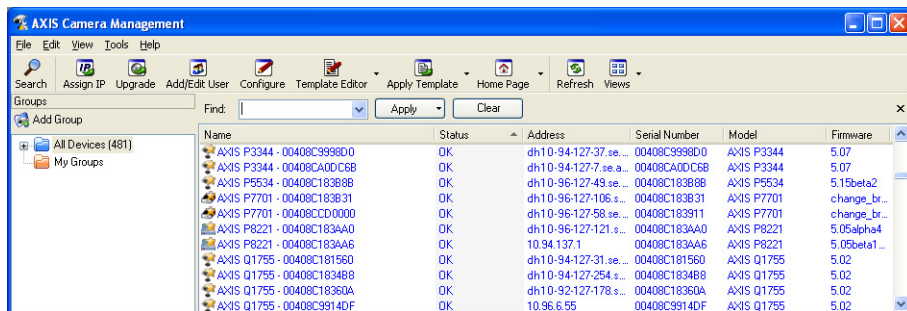 AXIS Camera Management
File Edit View Tools Help
Search Assign IP Upgrade Add/Edit User Configure Template Editor Apply Template Home Page Refresh Views
Groups
Add Group
All Devices (481)
My Groups
Find: Apply Clear
Name Status Address Serial Number Model Firmware
AXIS P3344 - 00408C9998D0 OK dh10-94-127-37.se.... 00408C9998D0 AXIS P3344 5.07
AXIS P3344 - 00408CA0DC6B OK dh10-94-127-7.se.a... 00408CA0DC6B AXIS P3344 5.07
AXIS P5534 - 00408C183B8B OK dh10-96-127-49.se.... 00408C183B8B AXIS P5534 5.15beta2
AXIS P7701 - 00408C183B31 OK dh10-96-127-106.s... 00408C183B31 AXIS P7701 change_br...
AXIS P7701 - 00408CCD0000 OK dh10-96-127-58.se.... 00408C183911 AXIS P7701 change_br...
AXIS P8221 - 00408C183AA0 OK dh10-96-127-121.s... 00408C183AA0 AXIS P8221 5.05alpha4
AXIS P8221 - 00408C183AA6 OK 10.94.137.1 00408C183AA6 AXIS P8221 5.05beta1...
AXIS Q1755 - 00408C181560 OK dh10-94-127-31.se.... 00408C181560 AXIS Q1755 5.02
AXIS Q1755 - 00408C1834B8 OK dh10-94-127-254.s... 00408C1834B8 AXIS Q1755 5.02
AXIS Q1755 - 00408C18360A OK dh10-92-127-178.s... 00408C18360A AXIS Q1755 5.02
AXIS Q1755 - 00408C9914DF OK 10.96.6.55 00408C9914DF AXIS Q1755 5.02